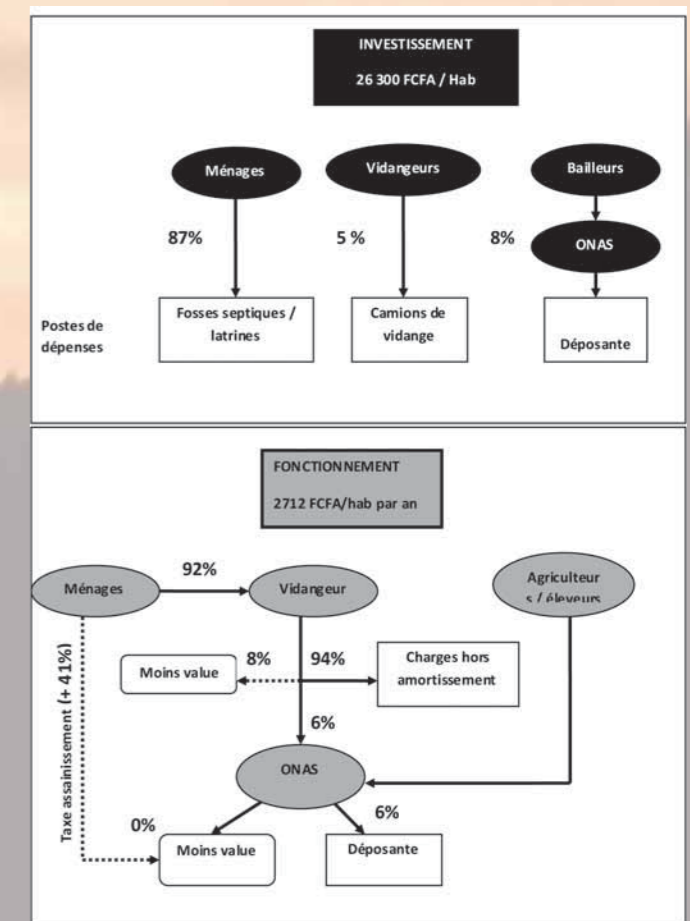 INVESTISSEMENT
26 300 FCFA / Hab
Ménages
Vidangeurs
Bailleurs
87%
5 %
8%
ONAS
Postes de
dépenses
Fosses septiques /
latrines
Camions de
vidange
Déposante
FONCTIONNEMENT
2712 FCFA/hab par an
Ménages
92%
Vidangeur
Agriculteur
s / éleveurs
Taxe assainissement (+ 41%)
Moins value
8%
94%
Charges hors
amortissement
6%
ONAS
0%
6%
Moins value
Déposante